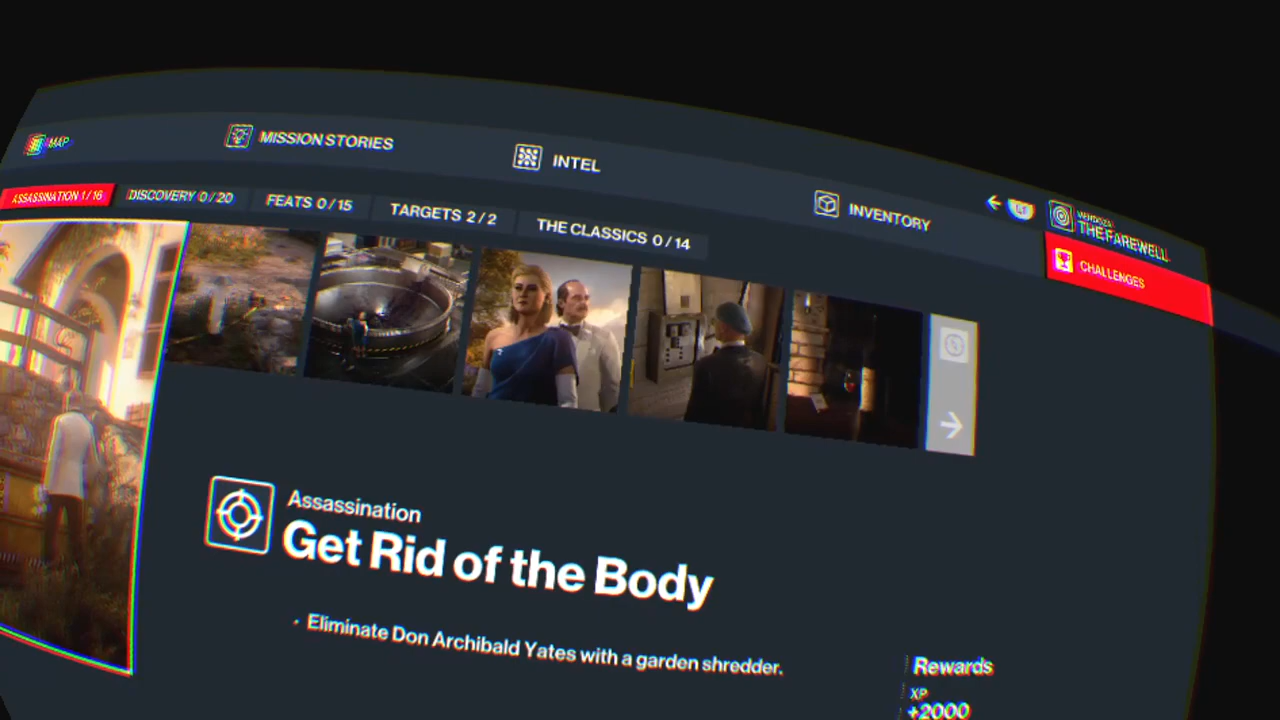 MAP
MISSION STORIES
INTEL
INVENTORY
MENDOZA
THE FAREWELL
CHALLENGES
ASSASSINATION 1 / 16
DISCOVERY 0 / 20
FEATS 0 / 15
TARGETS 2 / 2
THE CLASSICS 0 / 14
Assassination
Get Rid of the Body
Eliminate Don Archibald Yates with a garden shredder.
Rewards
XP
+2000